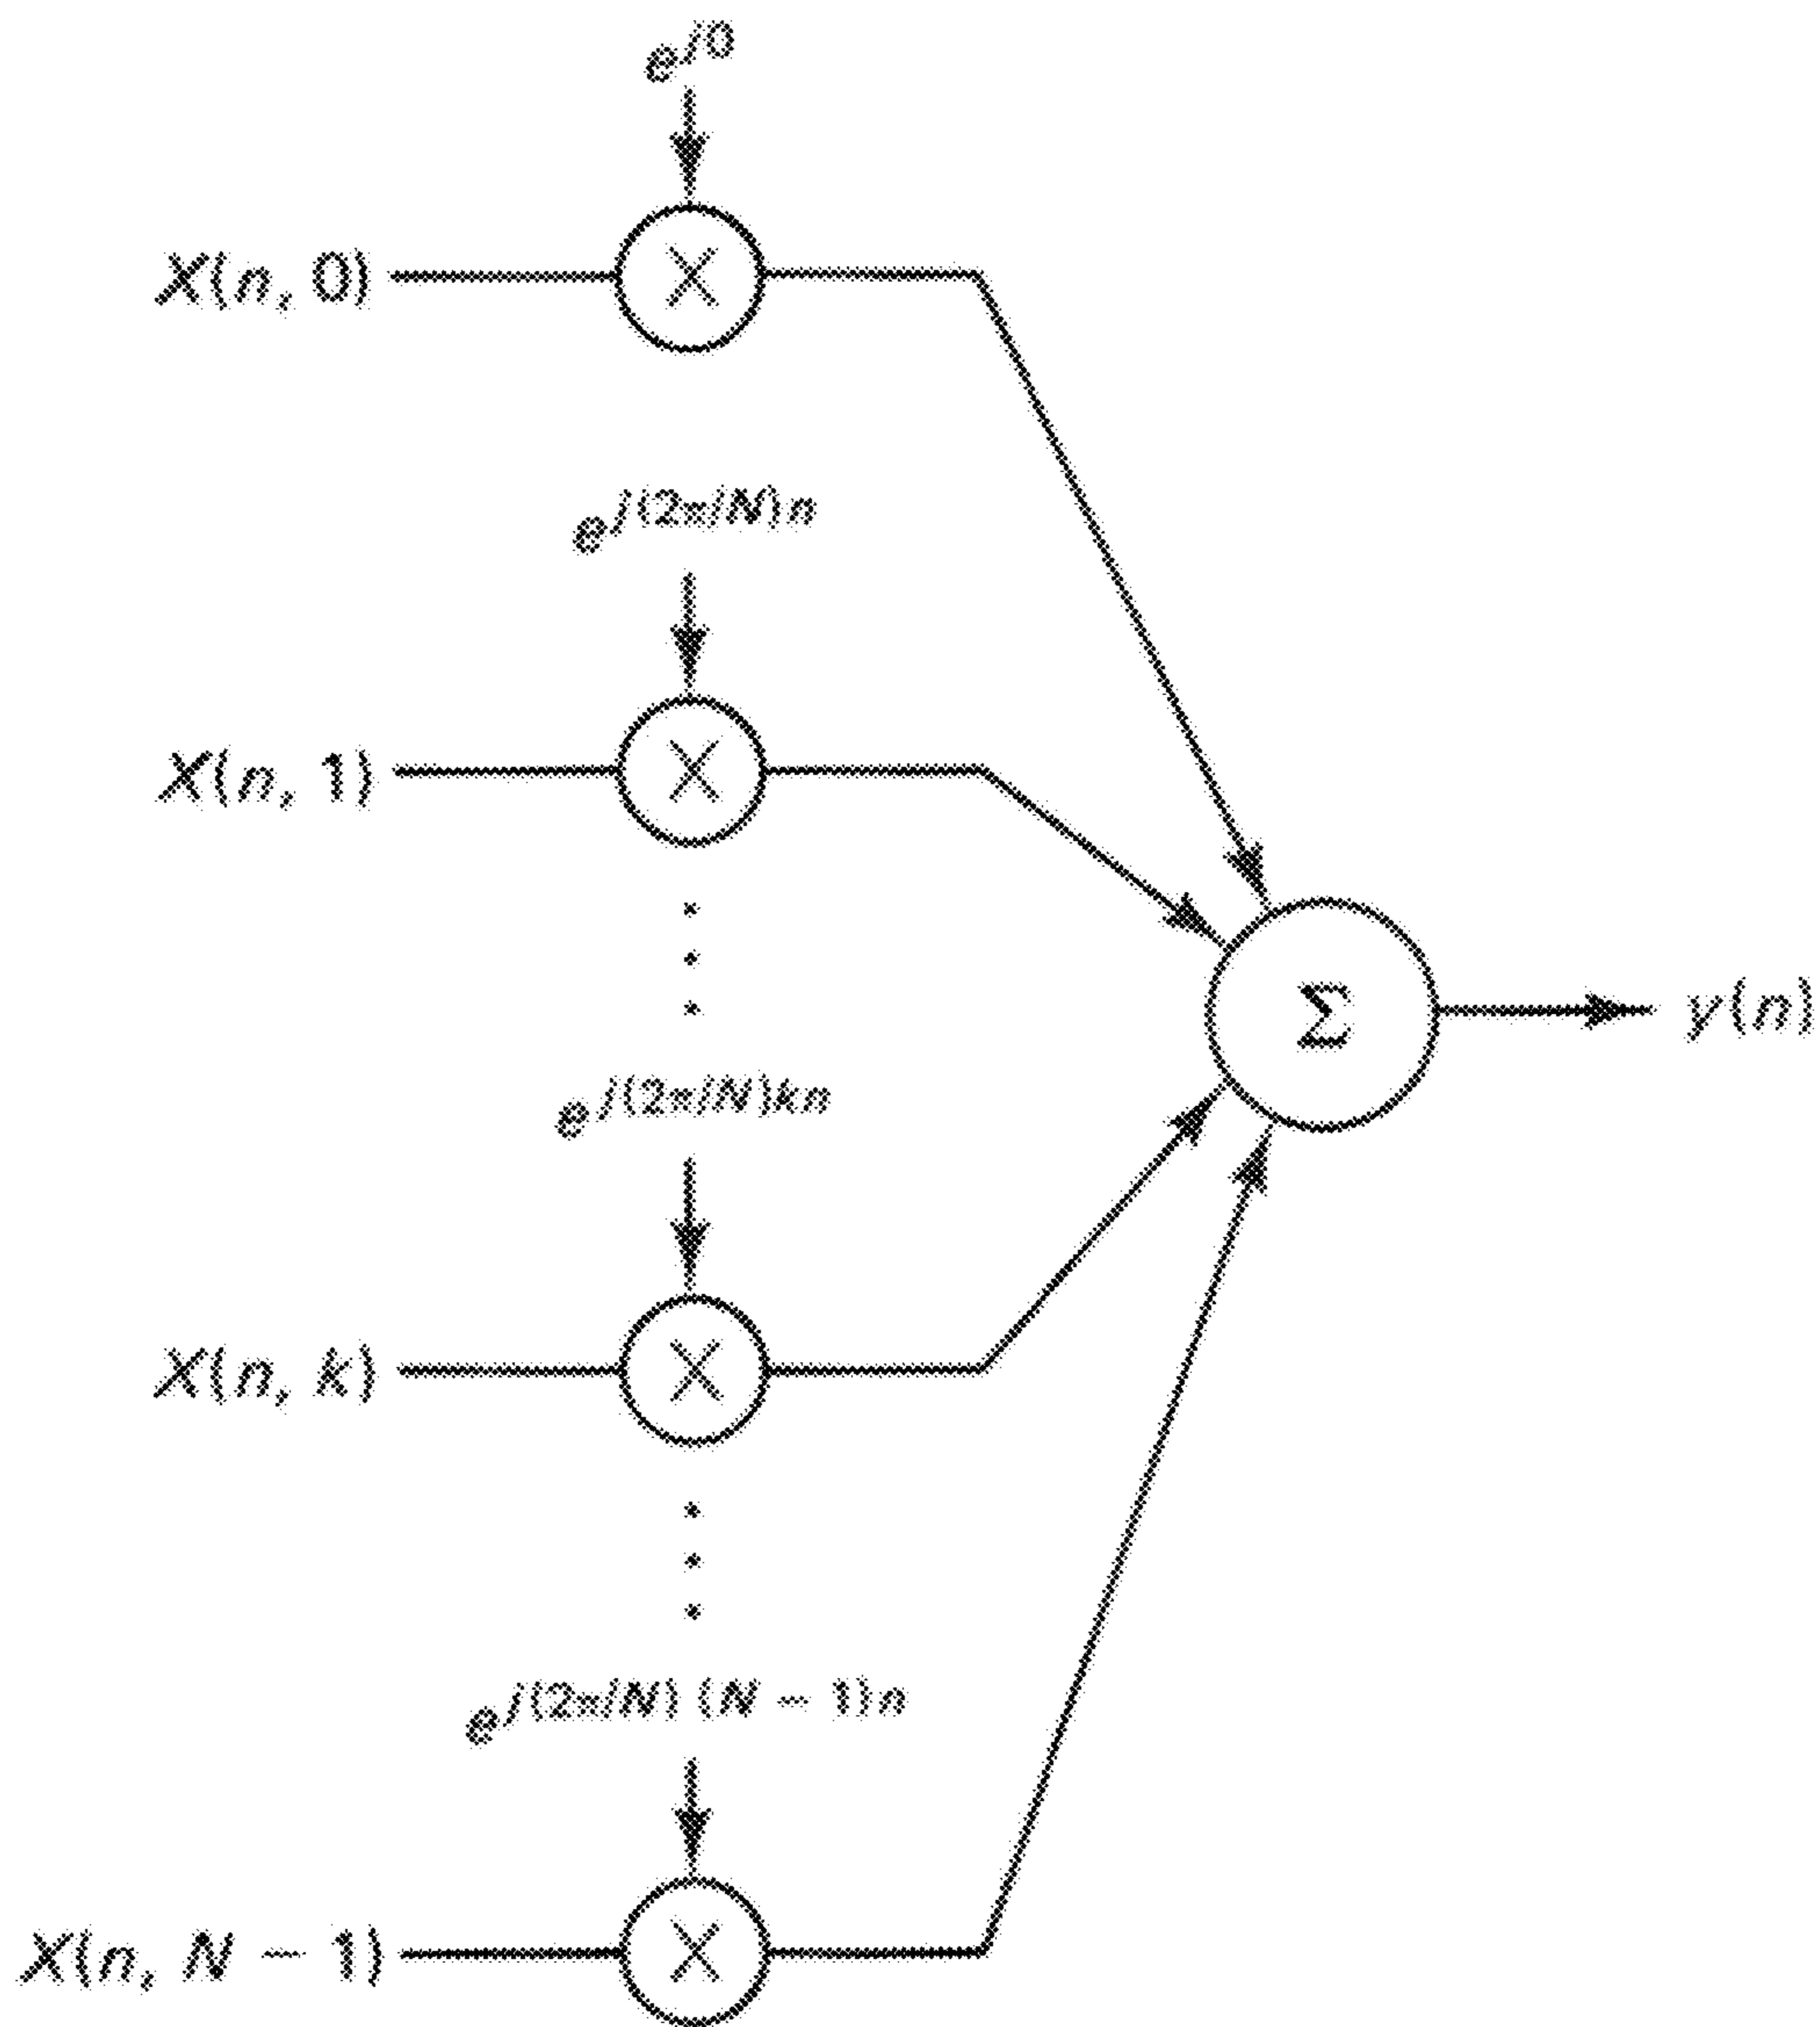 e^{j0}
X(n, 0)
×
e^{j(2π/N)n}
X(n, 1)
×
Σ
y(n)
e^{j(2π/N)kn}
X(n, k)
×
e^{j(2π/N) (N − 1)n}
X(n, N − 1)
×